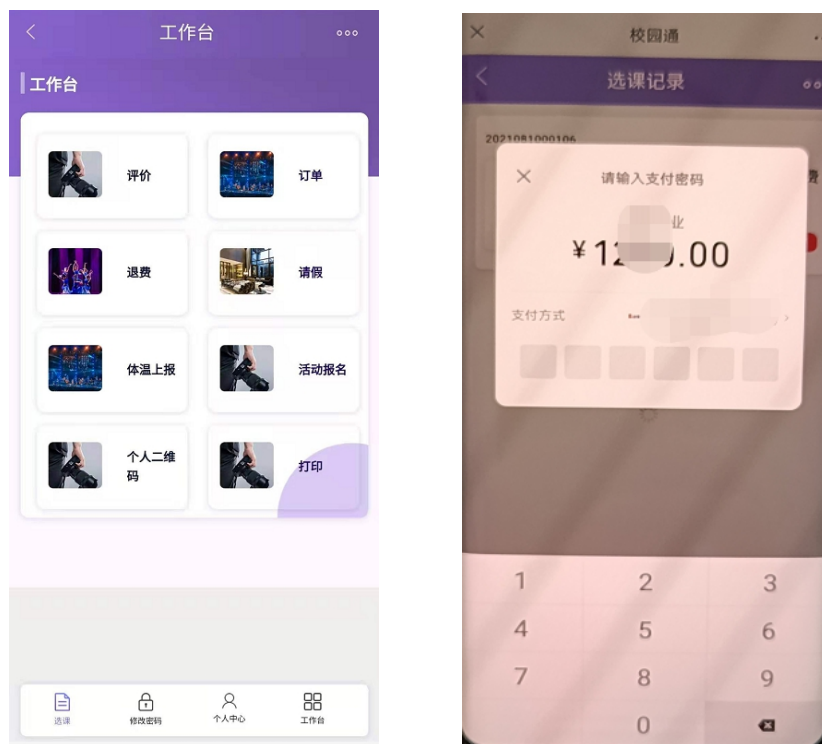 工作台
工作台
评价
订单
退费
请假
体温上报
活动报名
个人二维
码
打印
选课
修改密码
个人中心
工作台
校园通
选课记录
2021081000106
费
请输入支付密码
业
支付方式
1
2
3
4
5
6
7
8
9
0